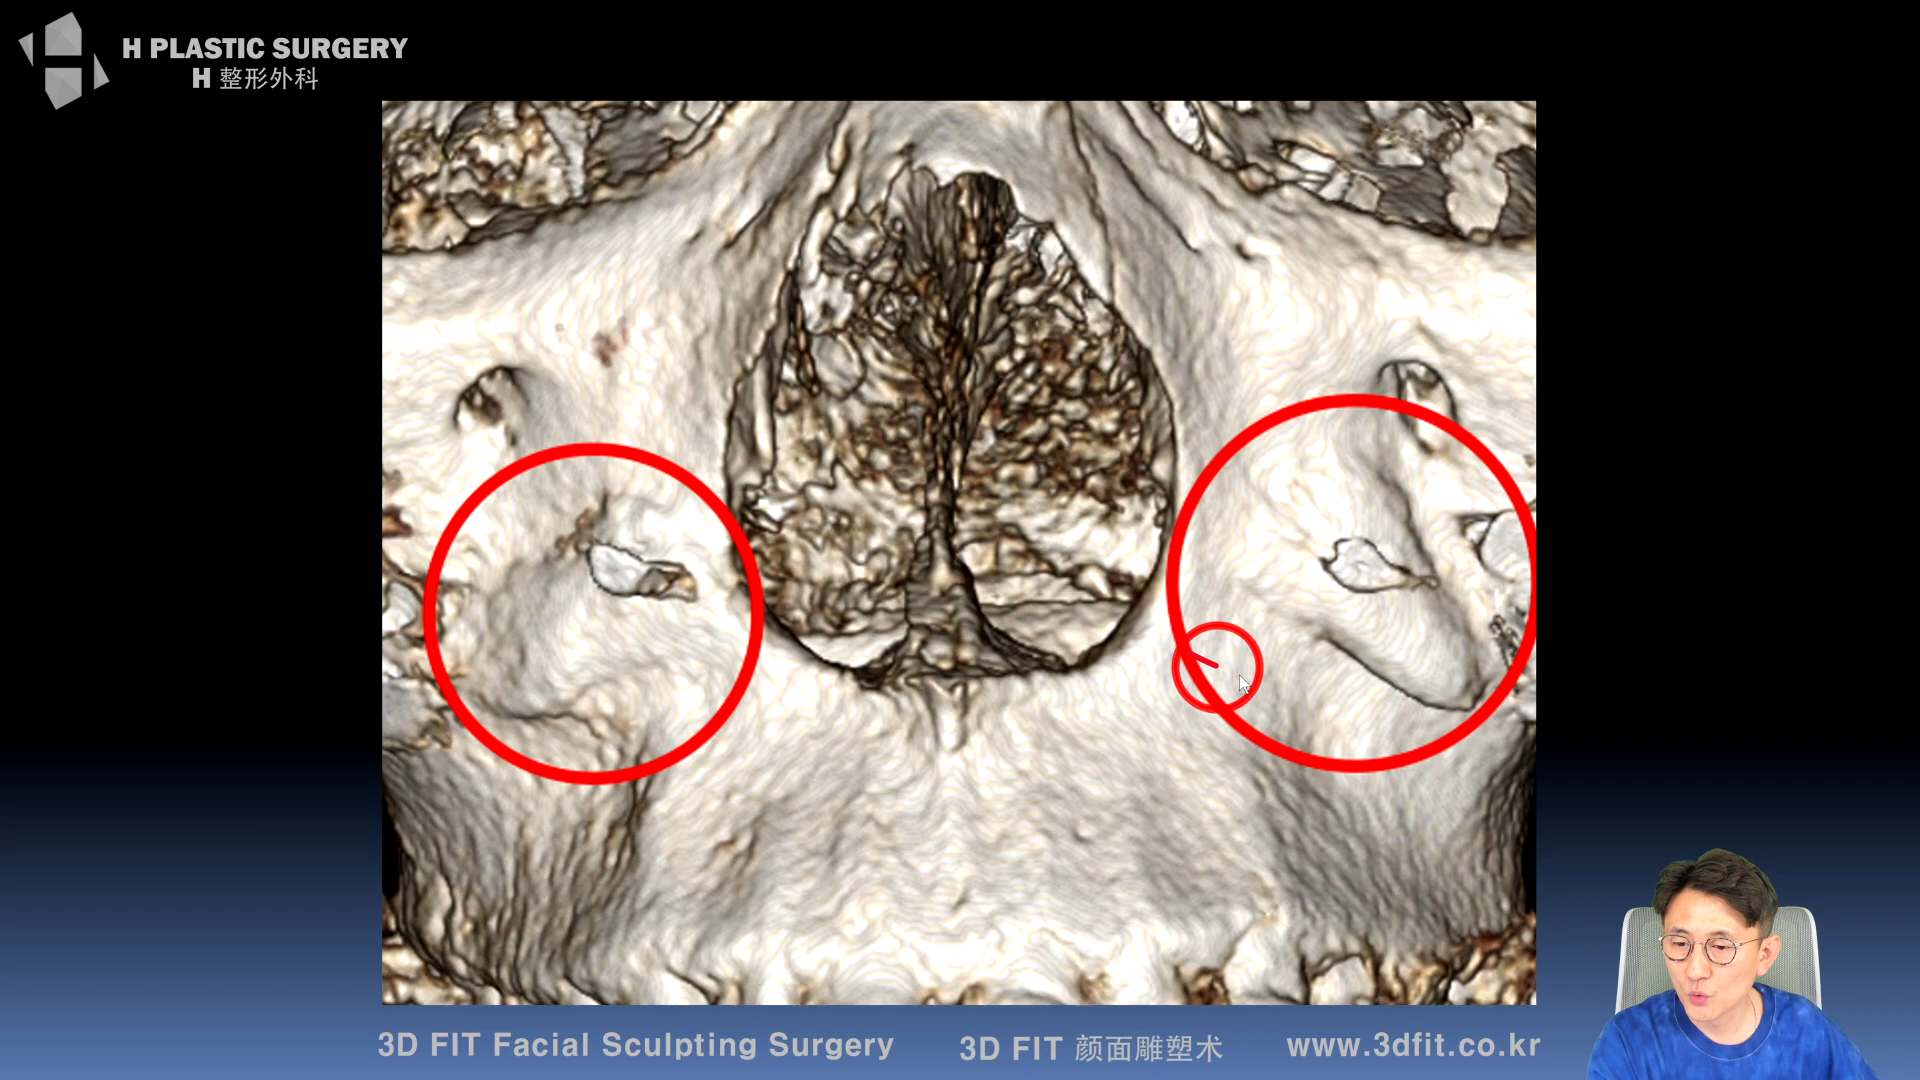 H PLASTIC SURGERY
H 整形外科
3D FIT Facial Sculpting Surgery
3D FIT 颜面雕塑术
www.3dfit.co.kr